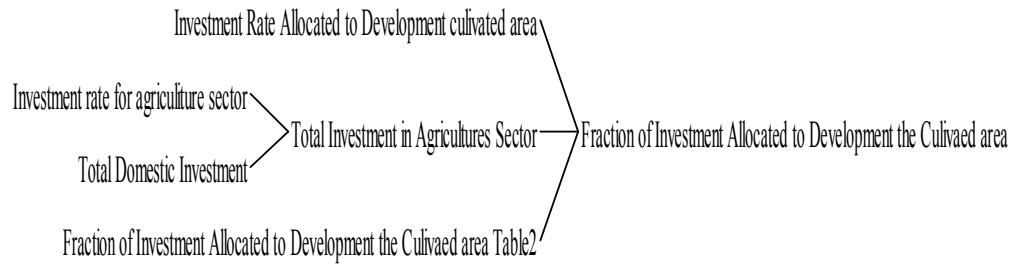 Investment Rate Allocated to Development culivated area
Investment rate for agriculiture sector
Total Investment in Agricultures Sector
Fraction of Investment Allocated to Development the Culivaed area
Total Domestic Investment
Fraction of Investment Allocated to Development the Culivaed area Table2